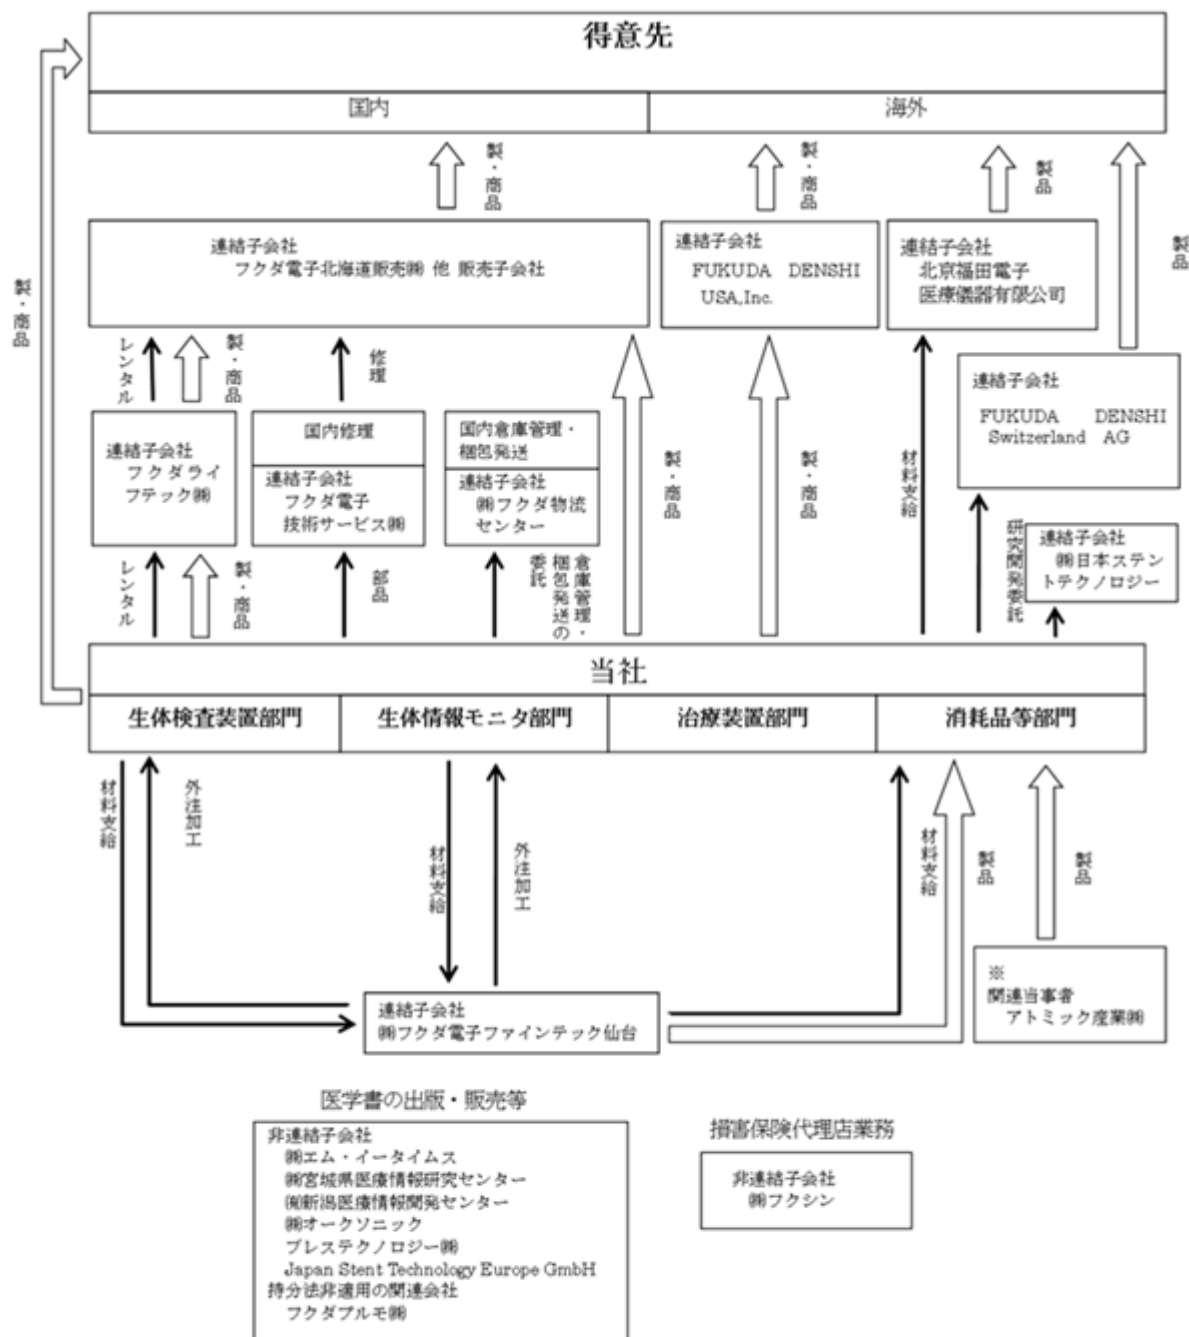 得意先
国内
海外
製・商品
製・商品
製・商品
製品
製品
連結子会社
フクダ電子北海道販売㈱ 他 販売子会社
連結子会社
FUKUDA DENSHI
USA,Inc.
連結子会社
北京福田電子
医療儀器有限公司
レンタル
製・商品
修理
連結子会社
フクダライ
フテック㈱
国内修理
連結子会社
フクダ電子
技術サービス㈱
国内倉庫管理・
梱包発送
連結子会社
㈱フクダ物流
センター
製・商品
製・商品
材料支給
連結子会社
FUKUDA DENSHI
Switzerland AG
連結子会社
㈱日本ステン
トテクノロジー
レンタル
製・商品
部品
倉庫管理・
梱包発送の
委託
研究開発委託
当社
生体検査装置部門
生体情報モニタ部門
治療装置部門
消耗品等部門
材料支給
外注加工
材料支給
外注加工
材料支給
製品
製品
連結子会社
㈱フクダ電子ファインテック仙台
※
関連当事者
アトミック産業㈱
医学書の出版・販売等
非連結子会社
㈱エム・イータイムス
㈱宮城県医療情報研究センター
㈲新潟医療情報開発センター
㈱オークソニック
ブレステクノロジー㈱
Japan Stent Technology Europe GmbH
持分法非適用の関連会社
フクダプルモ㈱
損害保険代理店業務
非連結子会社
㈱フクシン